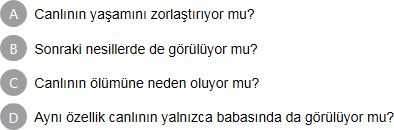 A Canlının yaşamını zorlaştırıyor mu?
B Sonraki nesillerde de görülüyor mu?
C Canlının ölümüne neden oluyor mu?
D Aynı özellik canlının yalnızca babasında da görülüyor mu?